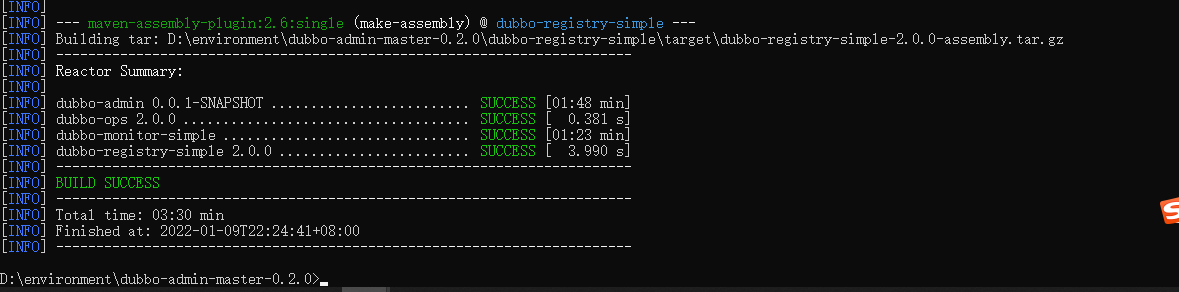 [INFO]
[INFO] --- maven-assembly-plugin:2.6:single (make-assembly) @ dubbo-registry-simple ---
[INFO] Building tar: D:\environment\dubbo-admin-master-0.2.0\dubbo-registry-simple\target\dubbo-registry-simple-2.0.0-assembly.tar.gz
[INFO] ------------------------------------------------------------------------
[INFO] Reactor Summary:
[INFO]
[INFO] dubbo-admin 0.0.1-SNAPSHOT ......................... SUCCESS [01:48 min]
[INFO] dubbo-ops 2.0.0 .................................... SUCCESS [  0.381 s]
[INFO] dubbo-monitor-simple ............................... SUCCESS [01:23 min]
[INFO] dubbo-registry-simple 2.0.0 ........................ SUCCESS [  3.990 s]
[INFO] ------------------------------------------------------------------------
[INFO] BUILD SUCCESS
[INFO] ------------------------------------------------------------------------
[INFO] Total time: 03:30 min
[INFO] Finished at: 2022-01-09T22:24:41+08:00
[INFO] ------------------------------------------------------------------------
D:\environment\dubbo-admin-master-0.2.0>